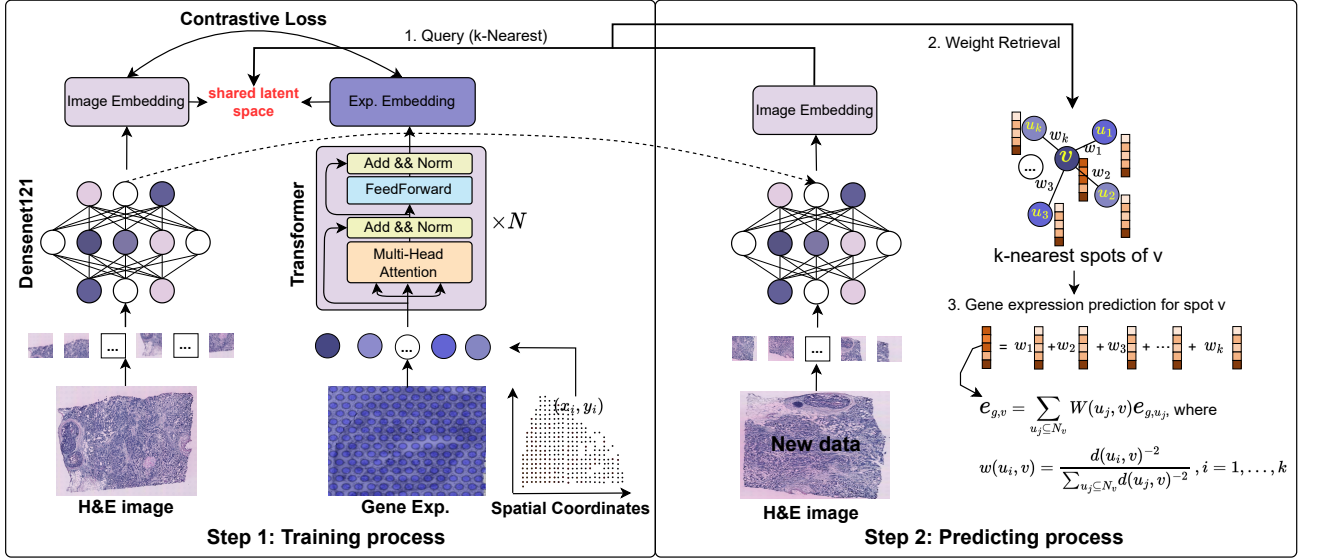 Contrastive Loss
1. Query (k-Nearest)
Image Embedding
shared latent
space
Exp. Embedding
Densenet121
Transformer
Add && Norm
FeedForward
Add && Norm
Multi-Head
Attention
×N
...
...
...
(x_i, y_i)
H&E image
Gene Exp.
Spatial Coordinates
Step 1: Training process
2. Weight Retrieval
Image Embedding
...
New data
H&E image
u_k
w_k
u_1
v
w_1
...
w_2
w_3
u_2
u_3
k-nearest spots of v
3. Gene expression prediction for spot v
= w_1 +w_2 +w_3 + ··· + w_k
e_{g,v} = ∑_{u_j⊆N_v} W(u_j, v)e_{g,u_j}, where
w(u_i, v) = d(u_i, v)^{-2} / ∑_{u_j⊆N_v} d(u_j, v)^{-2} , i = 1, . . . , k
Step 2: Predicting process